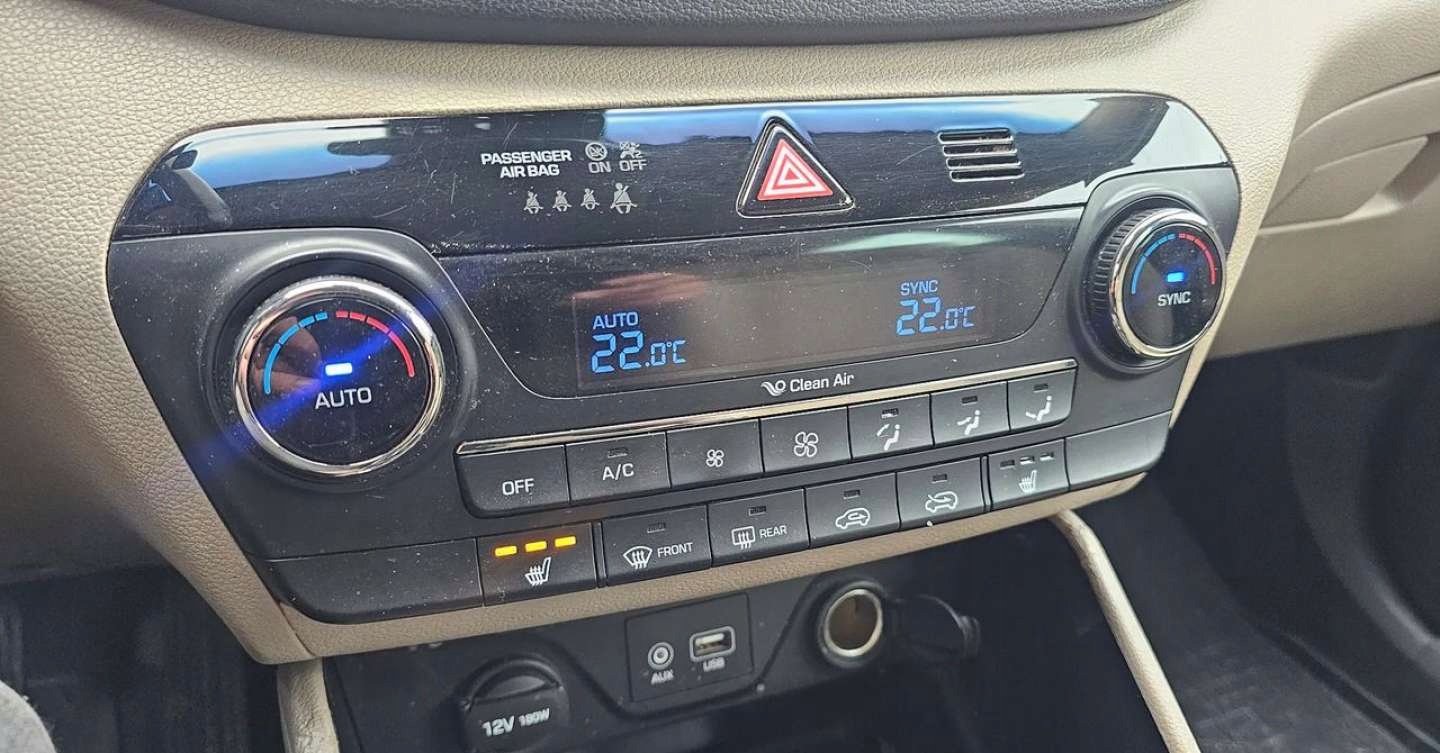 PASSENGER
AIR BAG
ON OFF
AUTO
22.0°C
SYNC
22.0°C
AUTO
SYNC
Clean Air
OFF
A/C
FRONT
REAR
AUX
USB
12V 180W